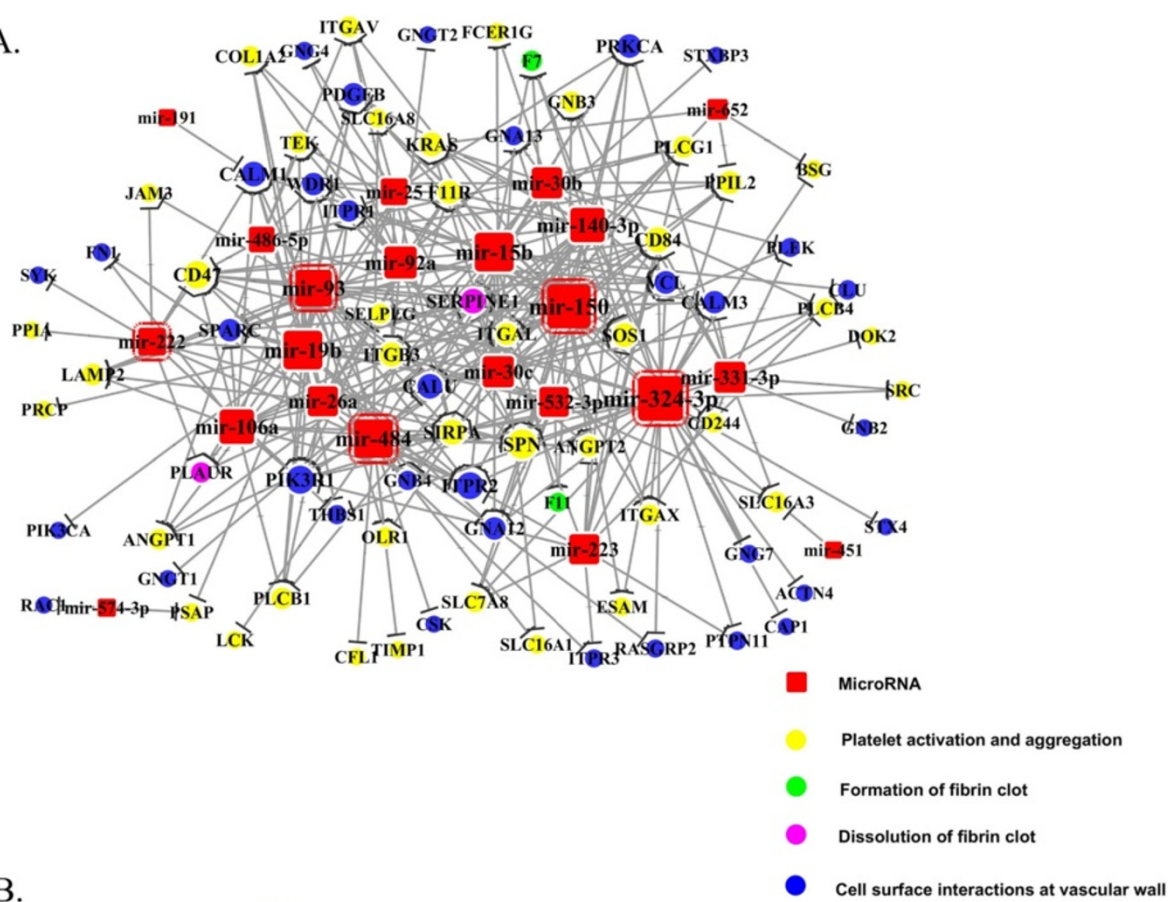 A.
ITGAV
GNGT2 FCER1G
COL1A2 GNG4
PRKCA
STXBP3
F7
PDGFB
GNB3
mir-652
mir-191
SLC16A8
TEK
KRAS
GNA13
PLCG1
BSG
CALM1
WDR1
mir-25
F11R
mir-30b
PPIL2
JAM3
ITPR1
mir-140-3p
mir-486-5p
CD84
PLEK
FN1
mir-92a
mir-15b
SYK
CD47
mir-93
VCL
CLU
SERPINE1
mir-150
CALM3
PLCB4
SELPLG
PPIA
mir-222
SPARC
ITGAL
SOS1
DOK2
mir-19b
ITGB3
LAMP2
mir-30c
mir-331-3p
CALU
SRC
PRCP
mir-26a
mir-532-3p
mir-324-3p
mir-106a
CD244
GNB2
mir-484
SIRPA
SPN
ANGPT2
PLAUR
PIK3R1
GNB4
ITPR2
F11
SLC16A3
PIK3CA
THBS1
ITGAX
STX4
ANGPT1
OLR1
GNA12
mir-223
GNG7
mir-451
GNGT1
ACTN4
RAC1
mir-574-3p
PSAP
PLCB1
SLC7A8
ESAM
LCK
CSK
CAP1
CFL1
TIMP1
SLC16A1
ITPR3
RASGRP2
PTPN11
MicroRNA
Platelet activation and aggregation
Formation of fibrin clot
Dissolution of fibrin clot
Cell surface interactions at vascular wall
B.